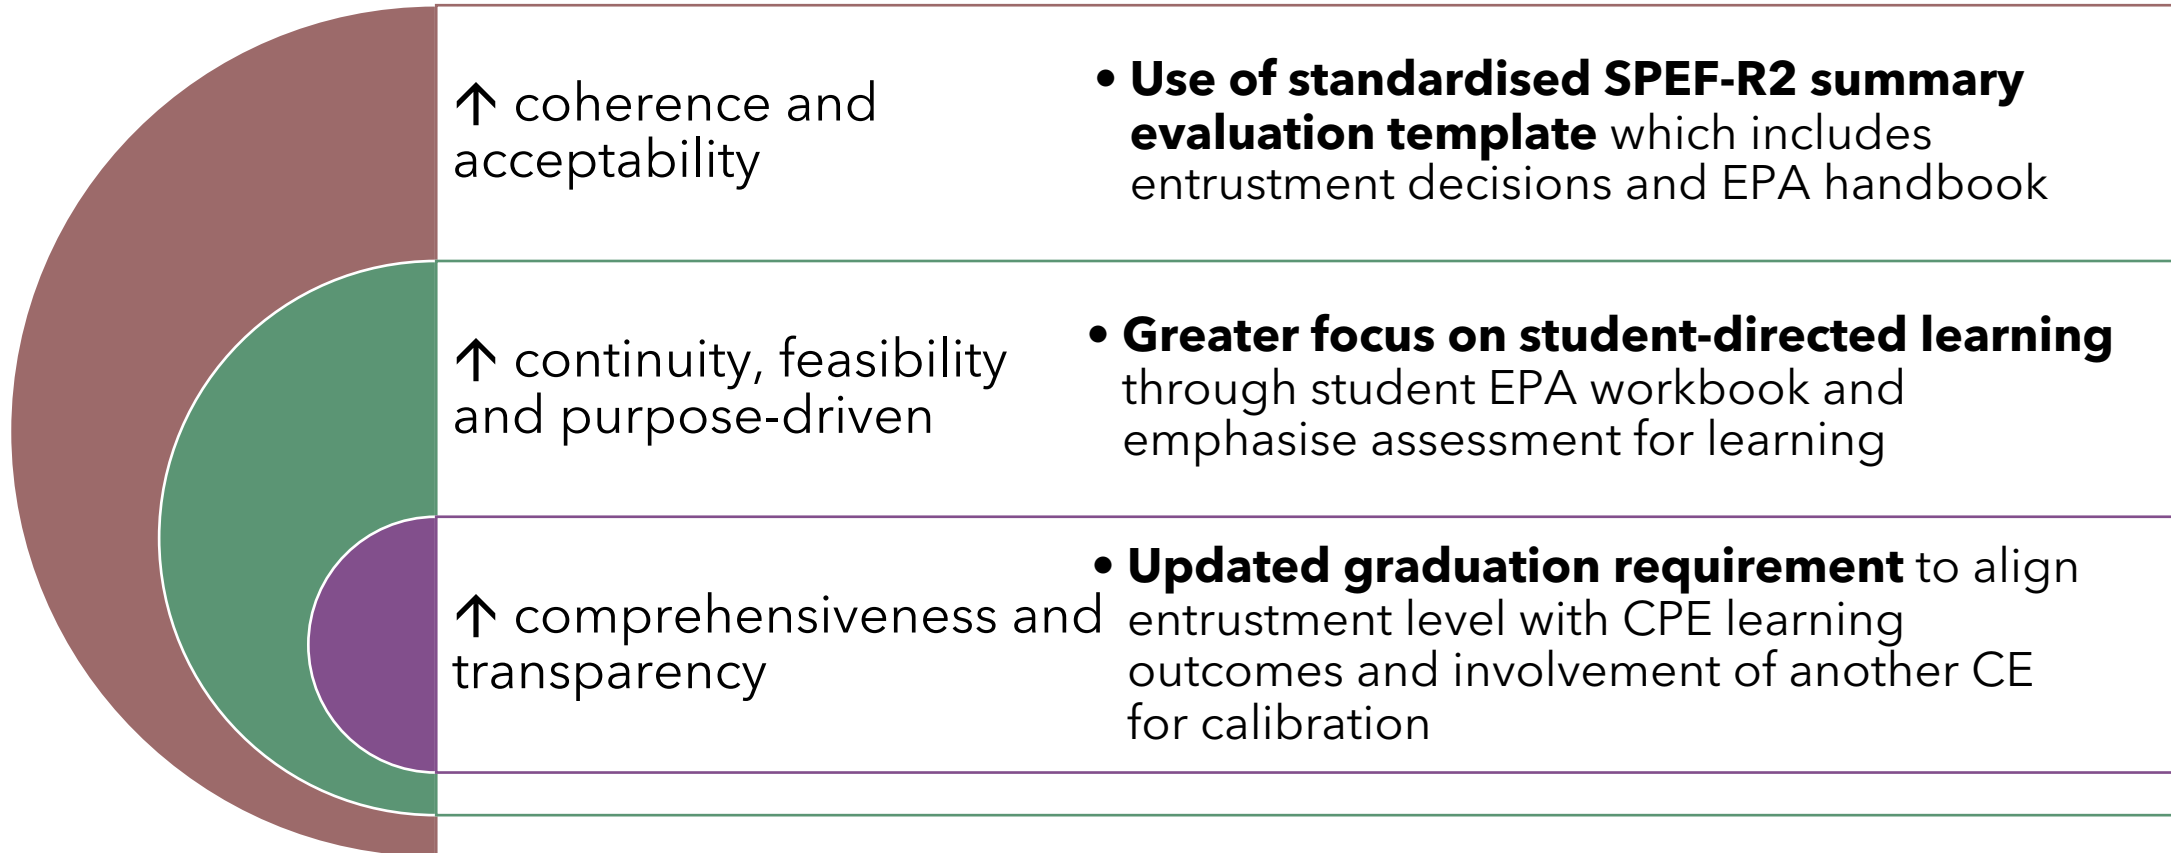 ↑ coherence and
acceptability
• Use of standardised SPEF-R2 summary
evaluation template which includes
entrustment decisions and EPA handbook
↑ continuity, feasibility
and purpose-driven
• Greater focus on student-directed learning
through student EPA workbook and
emphasise assessment for learning
↑ comprehensiveness and
transparency
• Updated graduation requirement to align
entrustment level with CPE learning
outcomes and involvement of another CE
for calibration